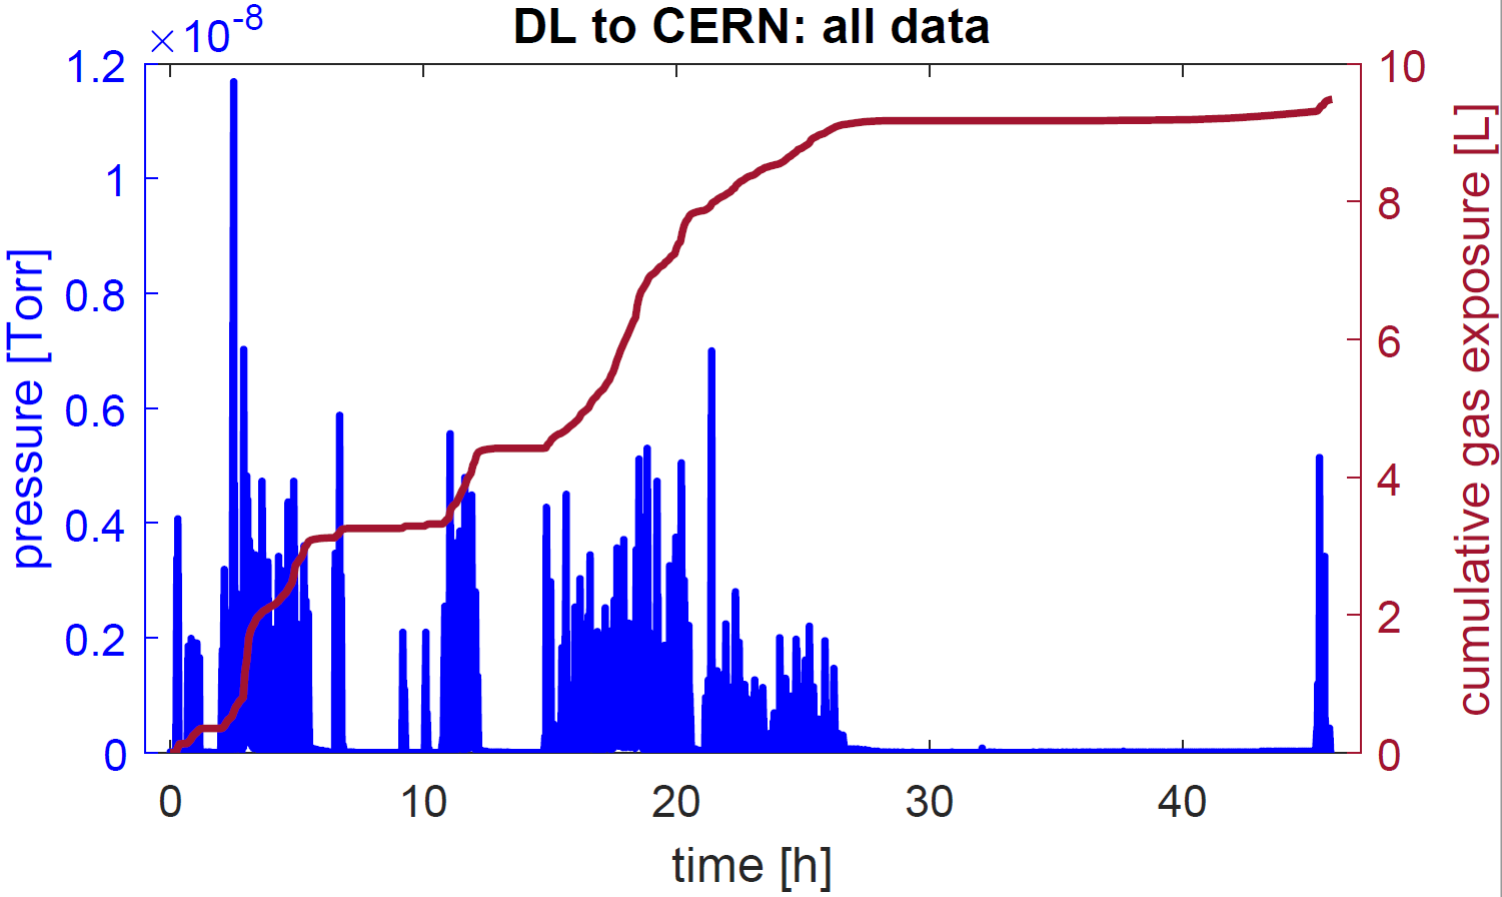 DL to CERN: all data
×10⁻⁸
1.2
1
0.8
0.6
0.4
0.2
0
pressure [Torr]
10
8
6
4
2
0
cumulative gas exposure [L]
0 10 20 30 40
time [h]